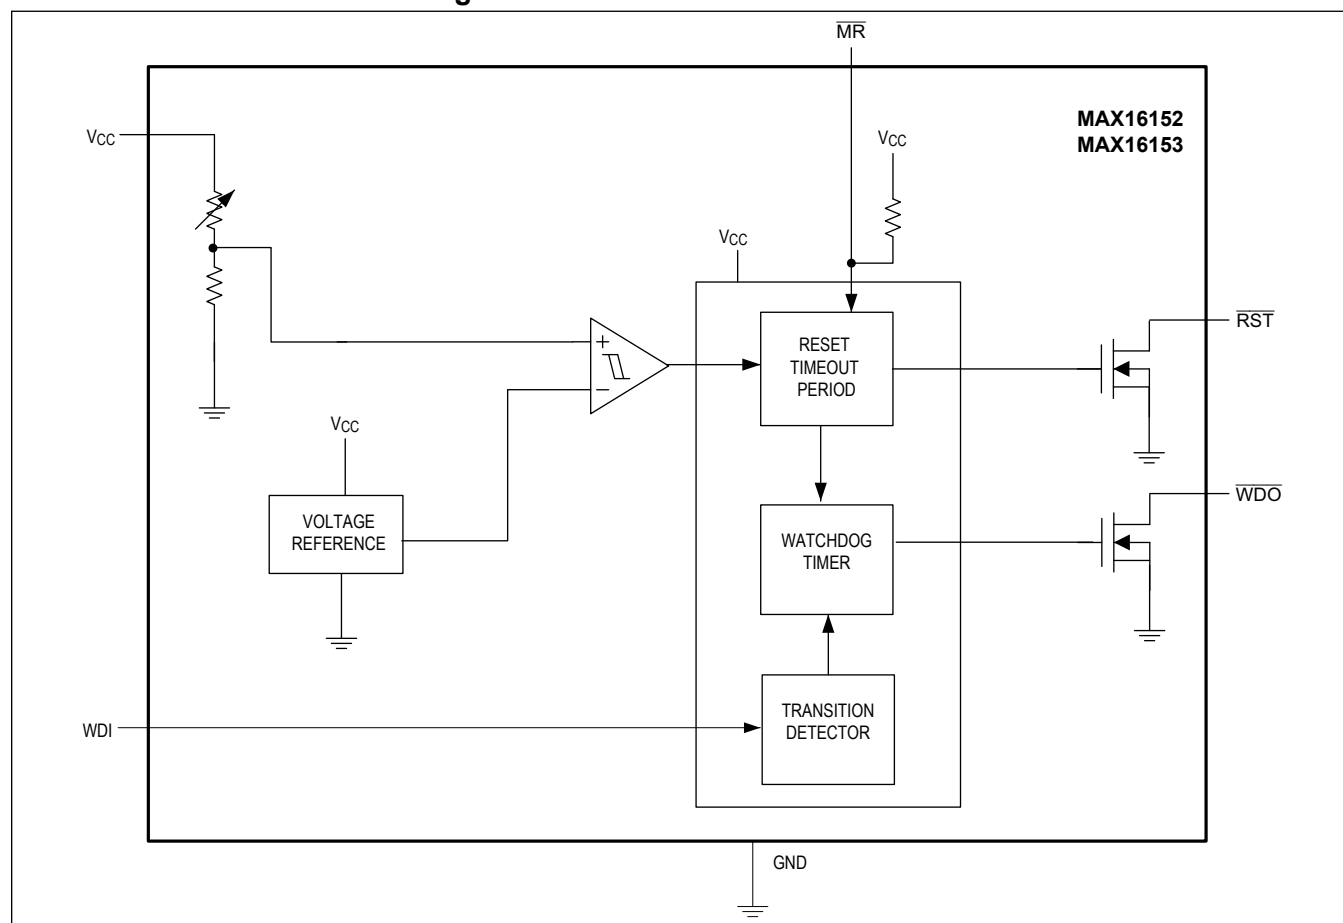 g
MR
MAX16152
MAX16153
VCC
VCC
VCC
RESET
TIMEOUT
PERIOD
RST
+
−
VCC
VOLTAGE
REFERENCE
WATCHDOG
TIMER
WDO
TRANSITION
DETECTOR
WDI
GND